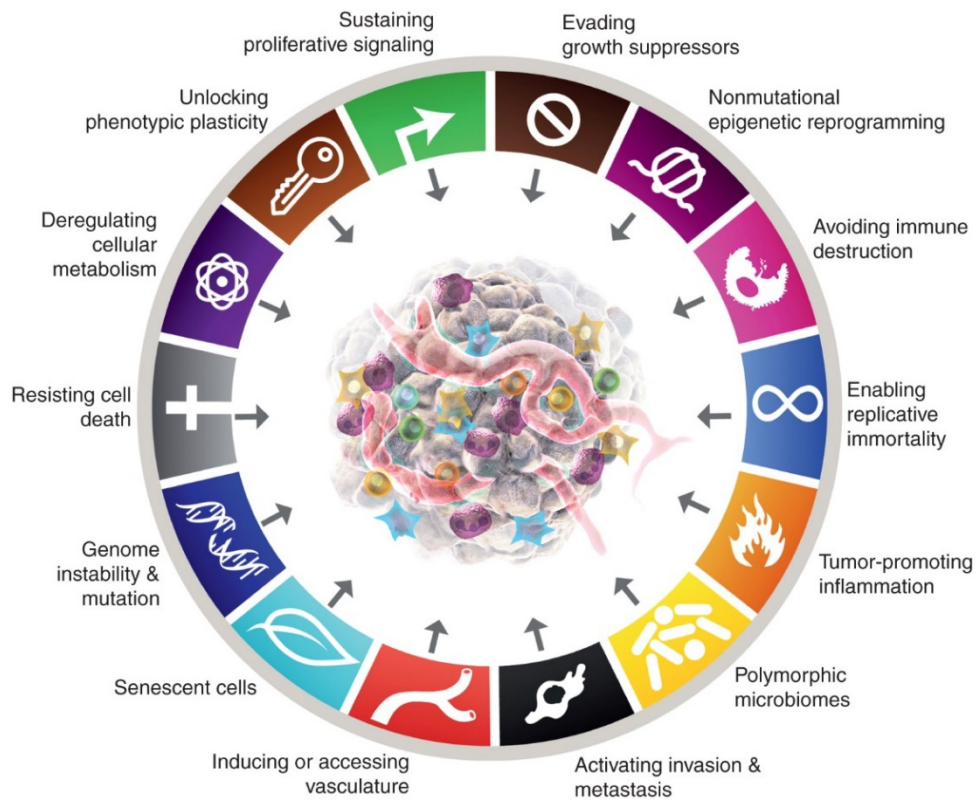 Sustaining
proliferative signaling
Evading
growth suppressors
Nonmutational
epigenetic reprogramming
Avoiding immune
destruction
Enabling
replicative
immortality
Tumor-promoting
inflammation
Polymorphic
microbiomes
Activating invasion &
metastasis
Inducing or accessing
vasculature
Senescent cells
Genome
instability &
mutation
Resisting cell
death
Deregulating
cellular
metabolism
Unlocking
phenotypic plasticity